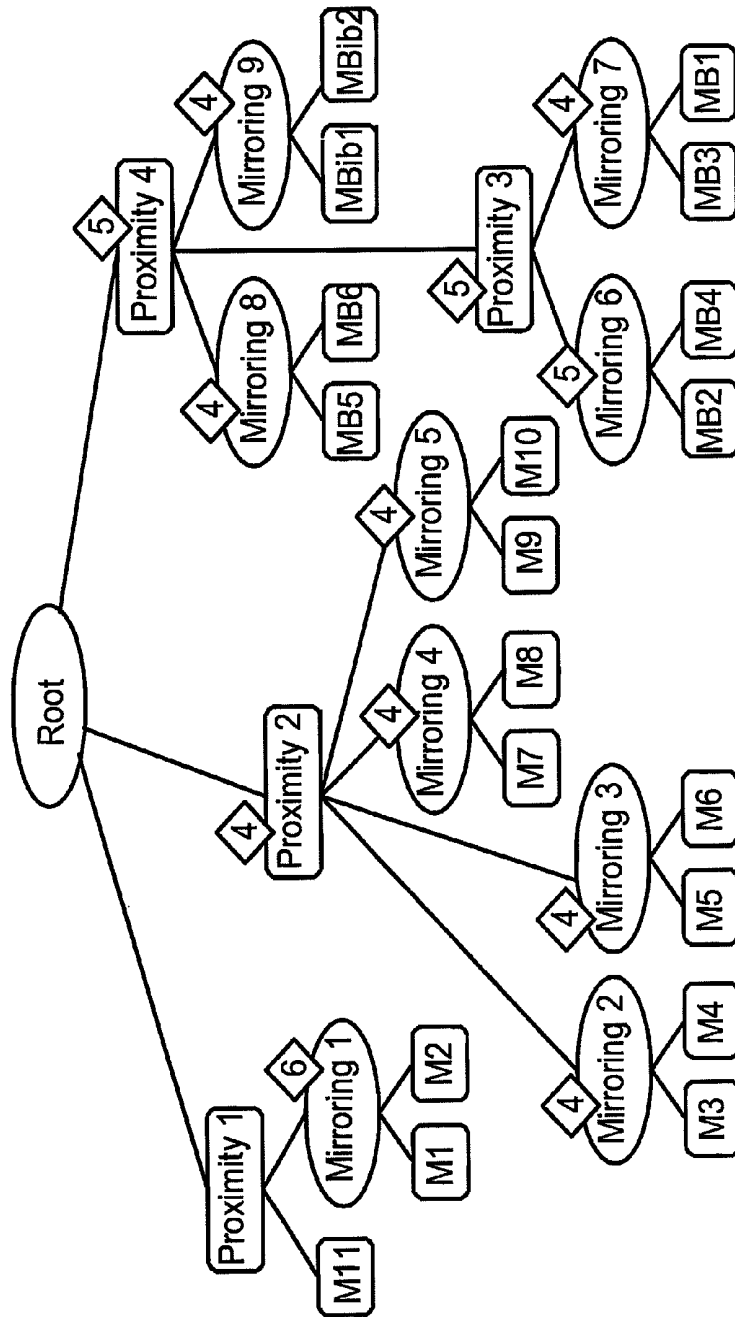 Root
5
Proximity 4
4
Proximity 2
Proximity 1
4
Mirroring 8
4
Mirroring 9
6
Mirroring 1
M11
MB5
MB6
MBib1
MBib2
4
Mirroring 4
4
Mirroring 5
M1
M2
5
Proximity 3
M7
M8
M9
M10
4
Mirroring 2
4
Mirroring 3
5
Mirroring 6
4
Mirroring 7
M3
M4
M5
M6
MB2
MB4
MB3
MB1